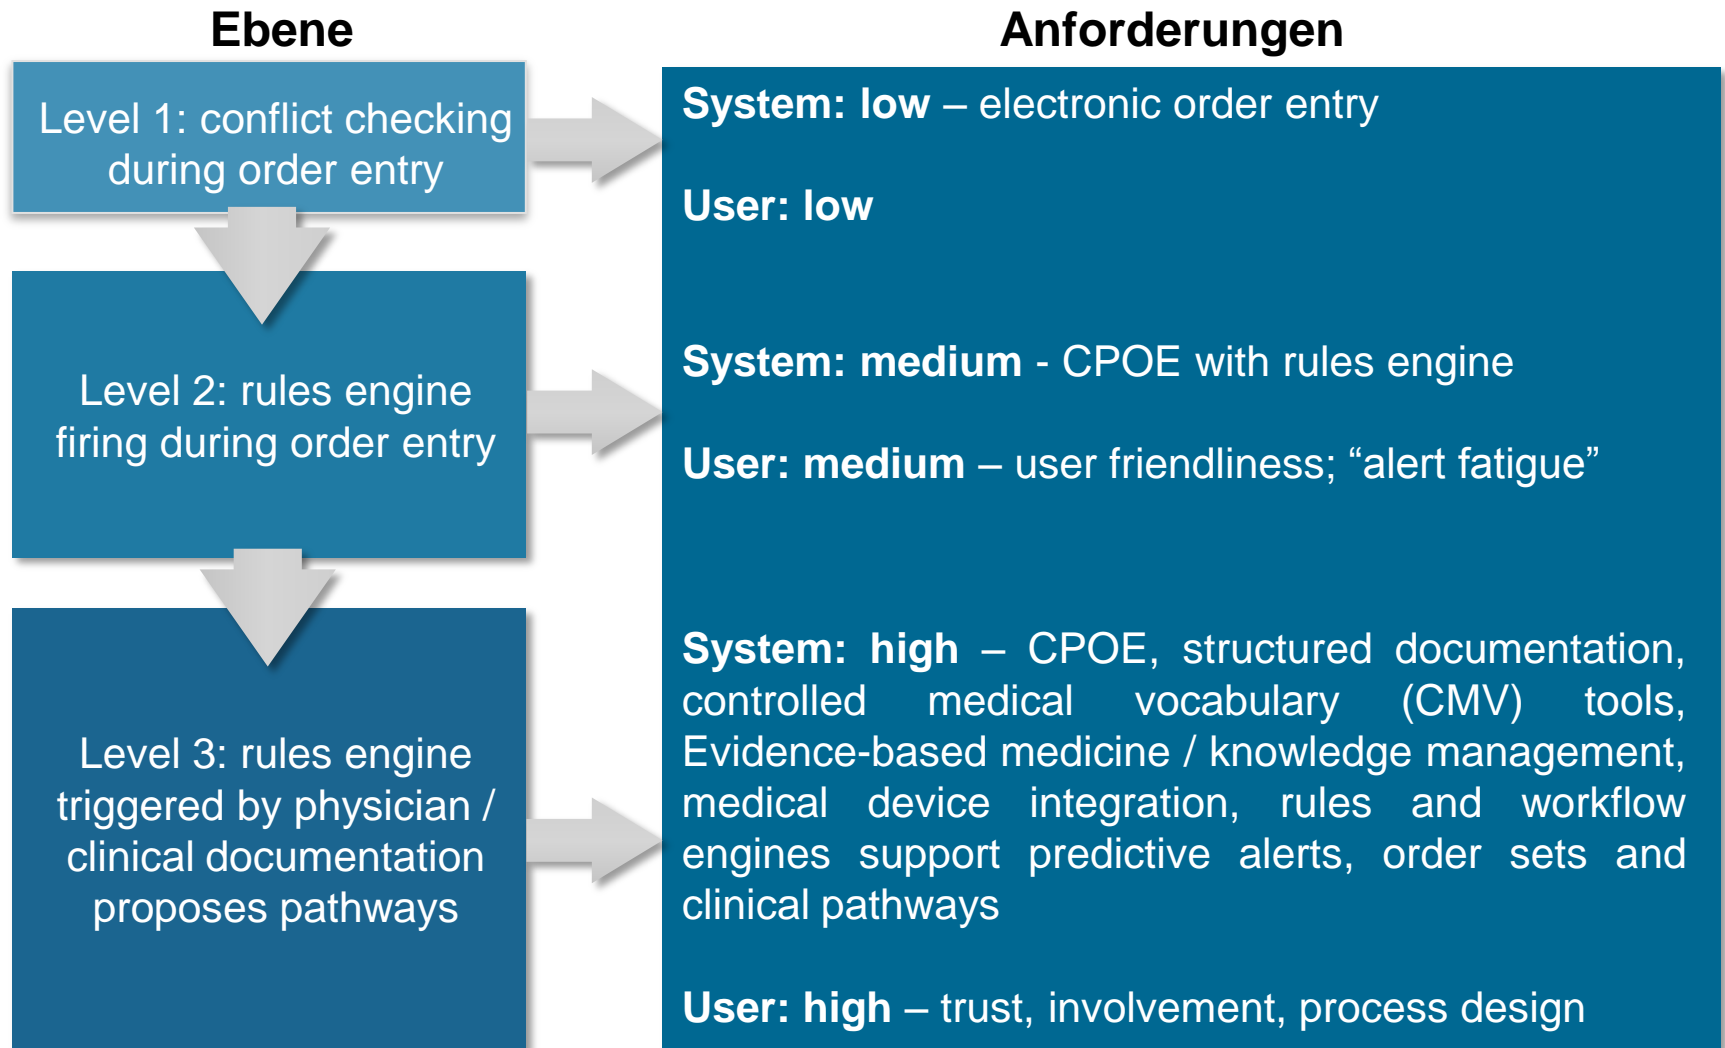 Ebene
Anforderungen
Level 1: conflict checking
during order entry
System: low – electronic order entry
User: low
Level 2: rules engine
firing during order entry
System: medium - CPOE with rules engine
User: medium – user friendliness; “alert fatigue”
Level 3: rules engine
triggered by physician /
clinical documentation
proposes pathways
System: high – CPOE, structured documentation,
controlled medical vocabulary (CMV) tools,
Evidence-based medicine / knowledge management,
medical device integration, rules and workflow
engines support predictive alerts, order sets and
clinical pathways
User: high – trust, involvement, process design